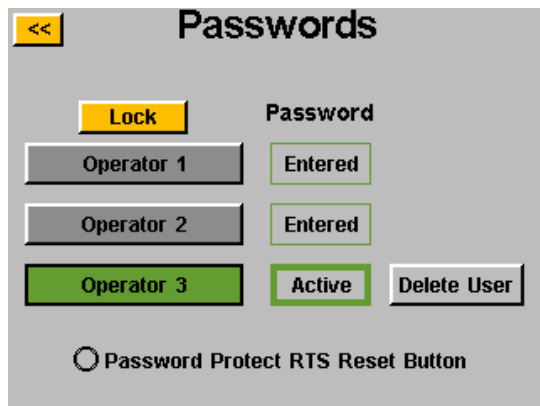 << Passwords
Lock Password
Operator 1 Entered
Operator 2 Entered
Operator 3 Active Delete User
Password Protect RTS Reset Button